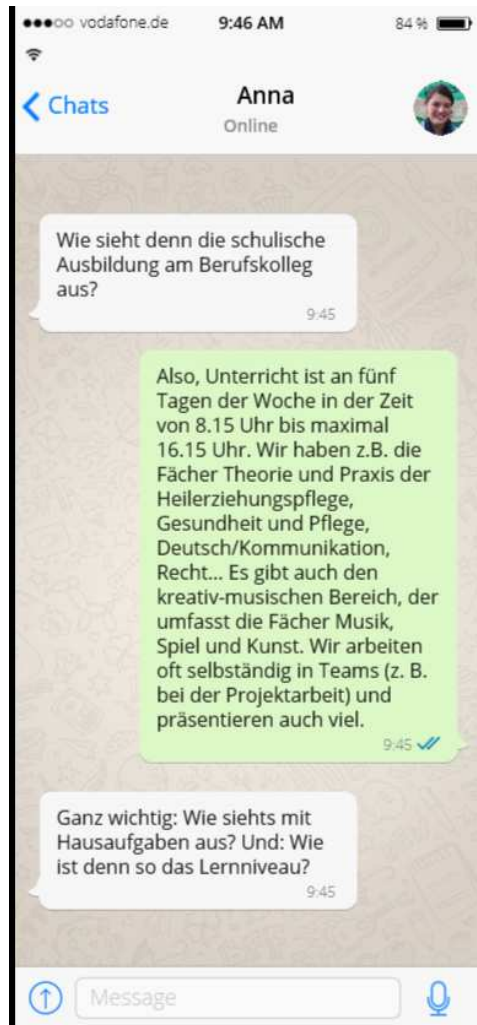 vodafone.de 9:46 AM 84 %
Chats
Anna
Online
Wie sieht denn die schulische
Ausbildung am Berufskolleg
aus?
9:45
Also, Unterricht ist an fünf
Tagen der Woche in der Zeit
von 8.15 Uhr bis maximal
16.15 Uhr. Wir haben z.B. die
Fächer Theorie und Praxis der
Heilerziehungspflege,
Gesundheit und Pflege,
Deutsch/Kommunikation,
Recht... Es gibt auch den
kreativ-musischen Bereich, der
umfasst die Fächer Musik,
Spiel und Kunst. Wir arbeiten
oft selbständig in Teams (z. B.
bei der Projektarbeit) und
präsentieren auch viel.
9:45
Ganz wichtig: Wie siehts mit
Hausaufgaben aus? Und: Wie
ist denn so das Lernniveau?
9:45
Message